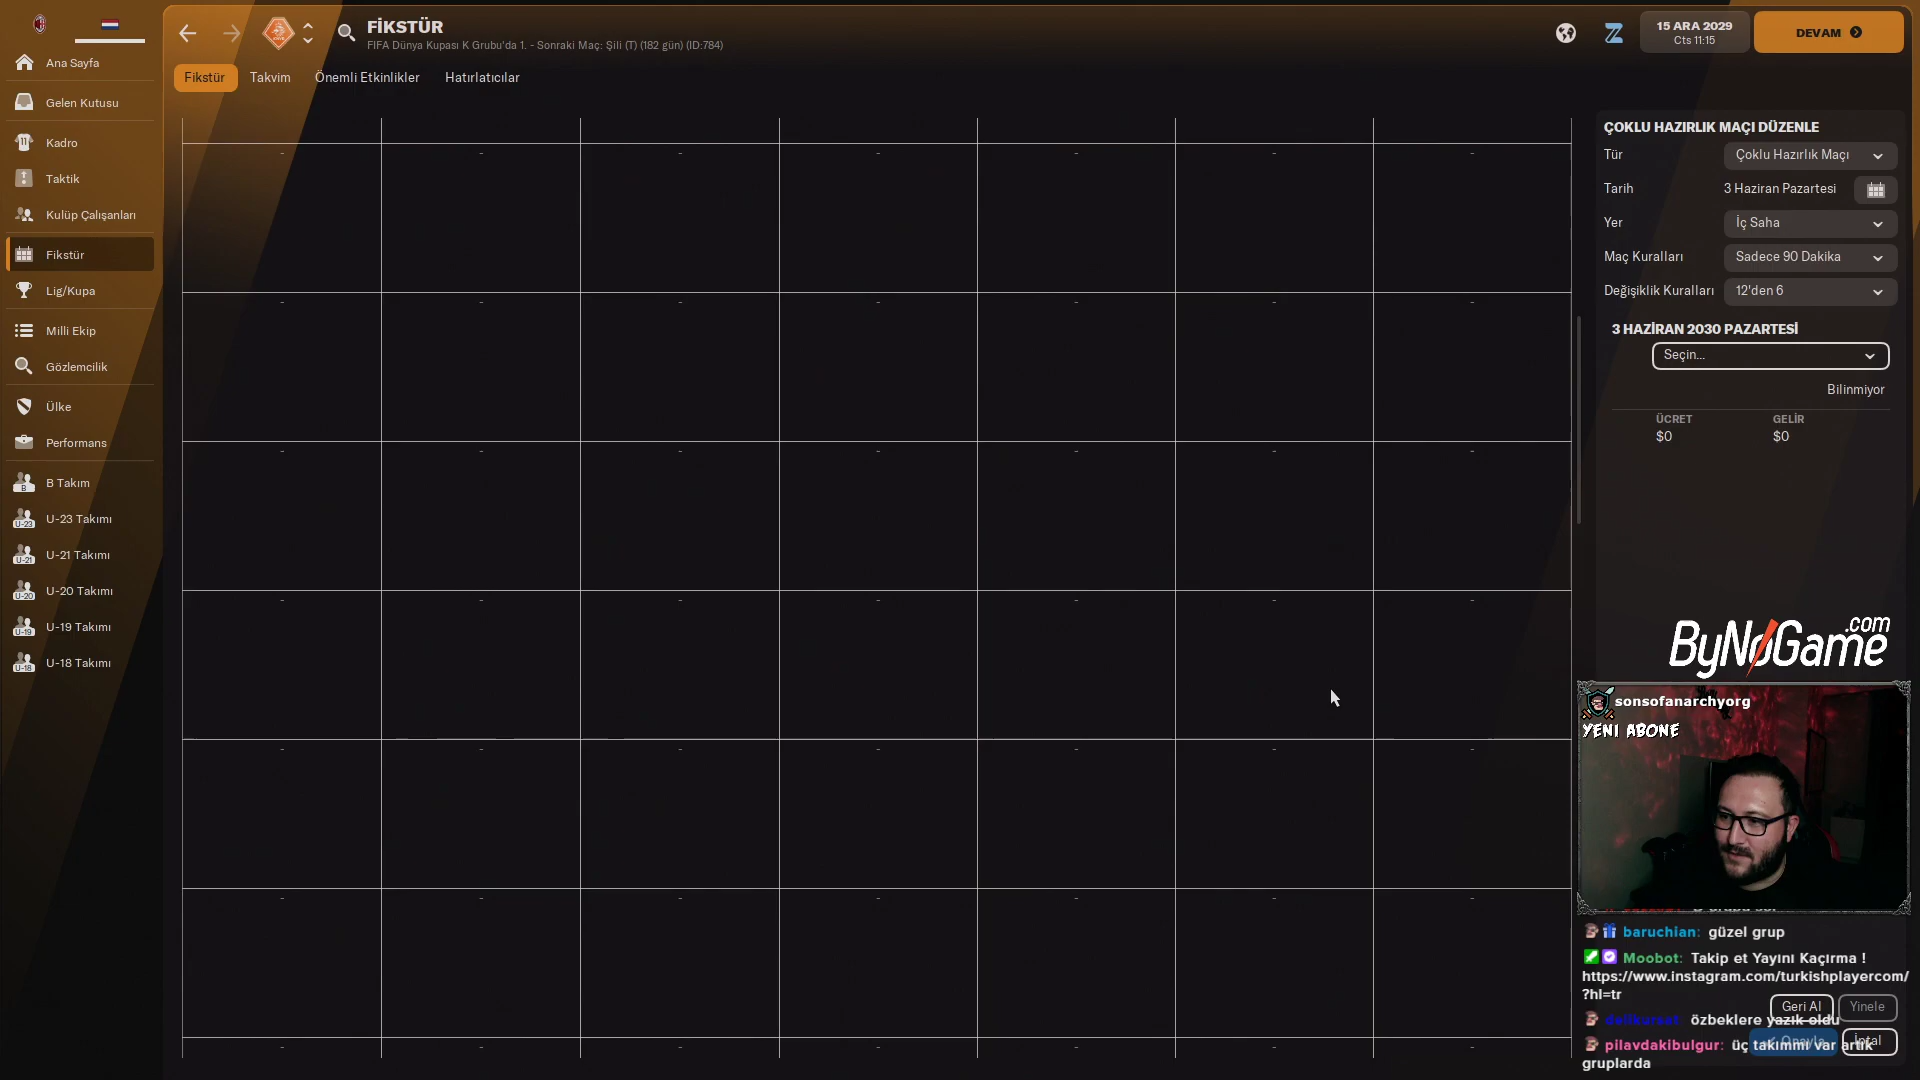 FİKSTÜR
FIFA Dünya Kupası K Grubu'da 1. - Sonraki Maç: Şili (T) (182 gün) (ID:784)
15 ARA 2029
Cts 11:15
DEVAM
Ana Sayfa
Gelen Kutusu
Kadro
Taktik
Kulüp Çalışanları
Fikstür
Lig/Kupa
Milli Ekip
Gözlemcilik
Ülke
Performans
B Takım
U-23 Takımı
U-21 Takımı
U-20 Takımı
U-19 Takımı
U-18 Takımı
Fikstür
Takvim
Önemli Etkinlikler
Hatırlatıcılar
ÇOKLU HAZIRLIK MAÇI DÜZENLE
Tür Çoklu Hazırlık Maçı
Tarih 3 Haziran Pazartesi
Yer İç Saha
Maç Kuralları Sadece 90 Dakika
Değişiklik Kuralları 12'den 6
3 HAZİRAN 2030 PAZARTESİ
Seçin...
Bilinmiyor
ÜCRET GELİR
$0 $0
ByNoGame.com
sonsofanarchyorg
YENI ABONE
baruchian: güzel grup
Moobot: Takip et Yayını Kaçırma !
https://www.instagram.com/turkishplayercom/
?hl=tr
Geri Al Yinele
özbeklere yazık oldu
İptal
pilavdakibulgur: üç takımmı var artık
gruplarda